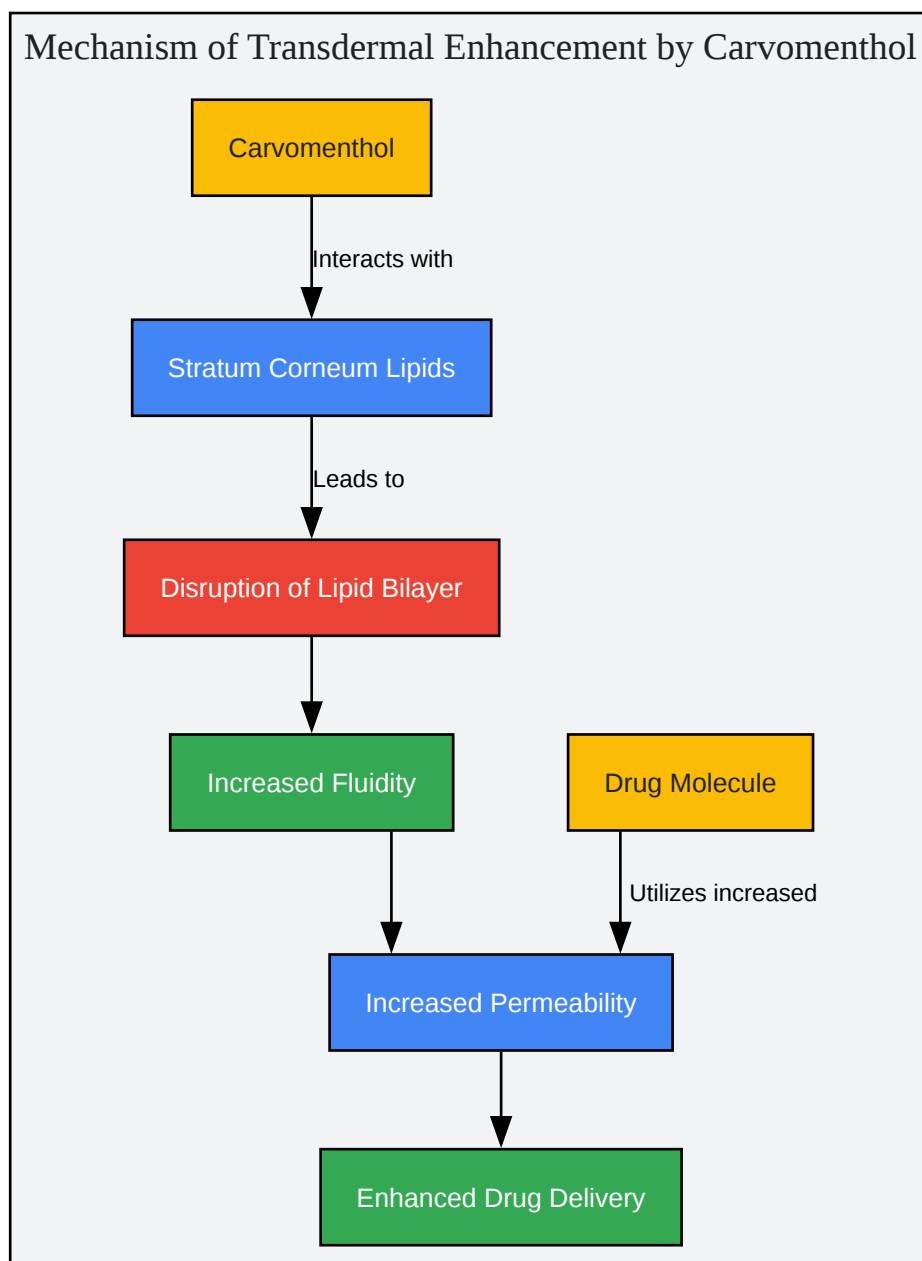 Mechanism of Transdermal Enhancement by Carvomenthol
Carvomenthol
Interacts with
Stratum Corneum Lipids
Leads to
Disruption of Lipid Bilayer
Increased Fluidity
Drug Molecule
Utilizes increased
Increased Permeability
Enhanced Drug Delivery